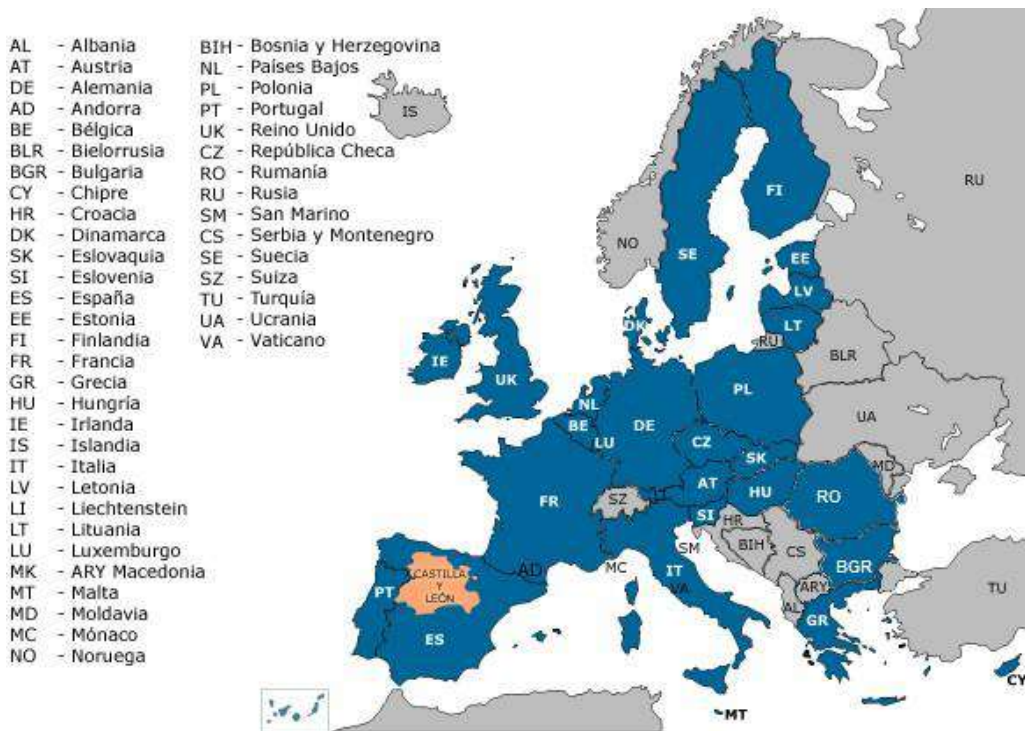 AL - Albania
AT - Austria
DE - Alemania
AD - Andorra
BE - Bélgica
BLR - Bielorrusia
BGR - Bulgaria
CY - Chipre
HR - Croacia
DK - Dinamarca
SK - Eslovaquia
SI - Eslovenia
ES - España
EE - Estonia
FI - Finlandia
FR - Francia
GR - Grecia
HU - Hungría
IE - Irlanda
IS - Islandia
IT - Italia
LV - Letonia
LI - Liechtenstein
LT - Lituania
LU - Luxemburgo
MK - ARY Macedonia
MT - Malta
MD - Moldavia
MC - Mónaco
NO - Noruega
BIH - Bosnia y Herzegovina
NL - Países Bajos
PL - Polonia
PT - Portugal
UK - Reino Unido
CZ - República Checa
RO - Rumanía
RU - Rusia
SM - San Marino
CS - Serbia y Montenegro
SE - Suecia
SZ - Suiza
TU - Turquía
UA - Ucrania
VA - Vaticano
IS
RU
FI
NO
SE
EE
LV
LT
DK
RU
BLR
IE
UK
NL
BE
LU
DE
PL
UA
CZ
SK
MD
AT
HU
RO
FR
SZ
SI
HR
SM
BIH
CS
MC
IT
VA
BGR
AD
CASTILLA
Y
LEÓN
PT
ES
ARY
AL
GR
TU
CY
MT